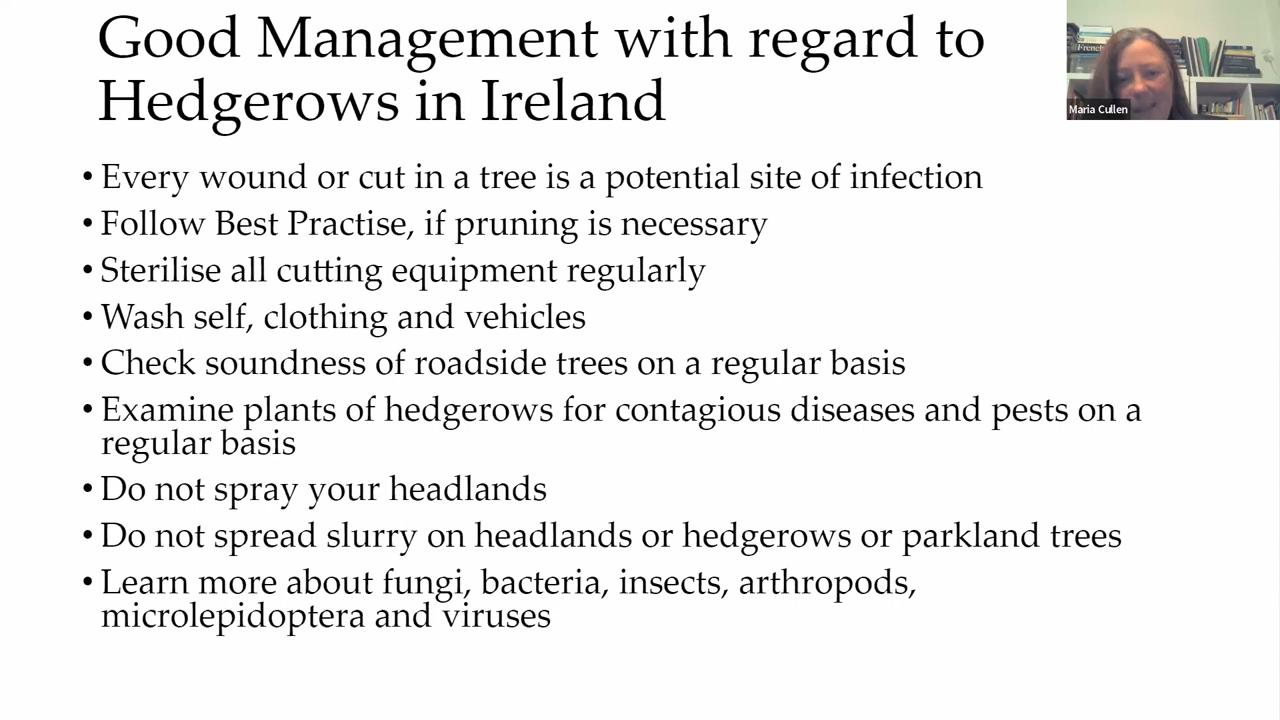 Good Management with regard to
Hedgerows in Ireland
French
Maria Cullen
• Every wound or cut in a tree is a potential site of infection
• Follow Best Practise, if pruning is necessary
• Sterilise all cutting equipment regularly
• Wash self, clothing and vehicles
• Check soundness of roadside trees on a regular basis
• Examine plants of hedgerows for contagious diseases and pests on a
regular basis
• Do not spray your headlands
• Do not spread slurry on headlands or hedgerows or parkland trees
• Learn more about fungi, bacteria, insects, arthropods,
microlepidoptera and viruses